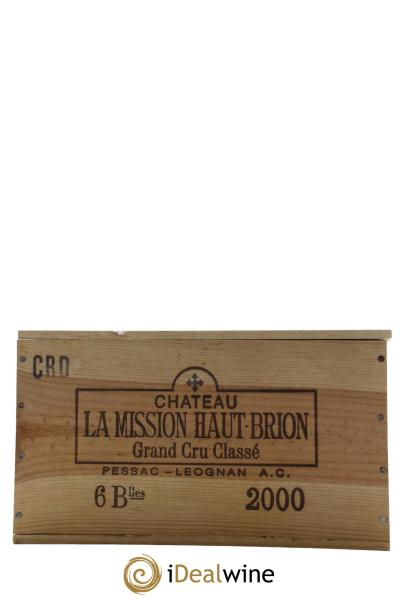 CRD
CHATEAU
LA MISSION HAUT-BRION
Grand Cru Classé
PESSAC - LEOGNAN A.C.
6 Blles 2000
iDealwine